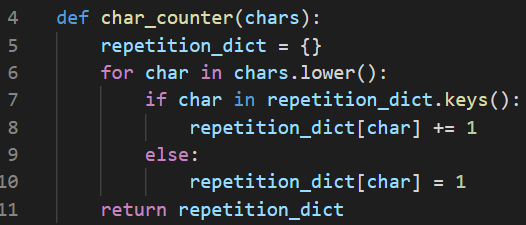 4 def char_counter(chars):
5     repetition_dict = {}
6     for char in chars.lower():
7         if char in repetition_dict.keys():
8             repetition_dict[char] += 1
9         else:
10             repetition_dict[char] = 1
11     return repetition_dict